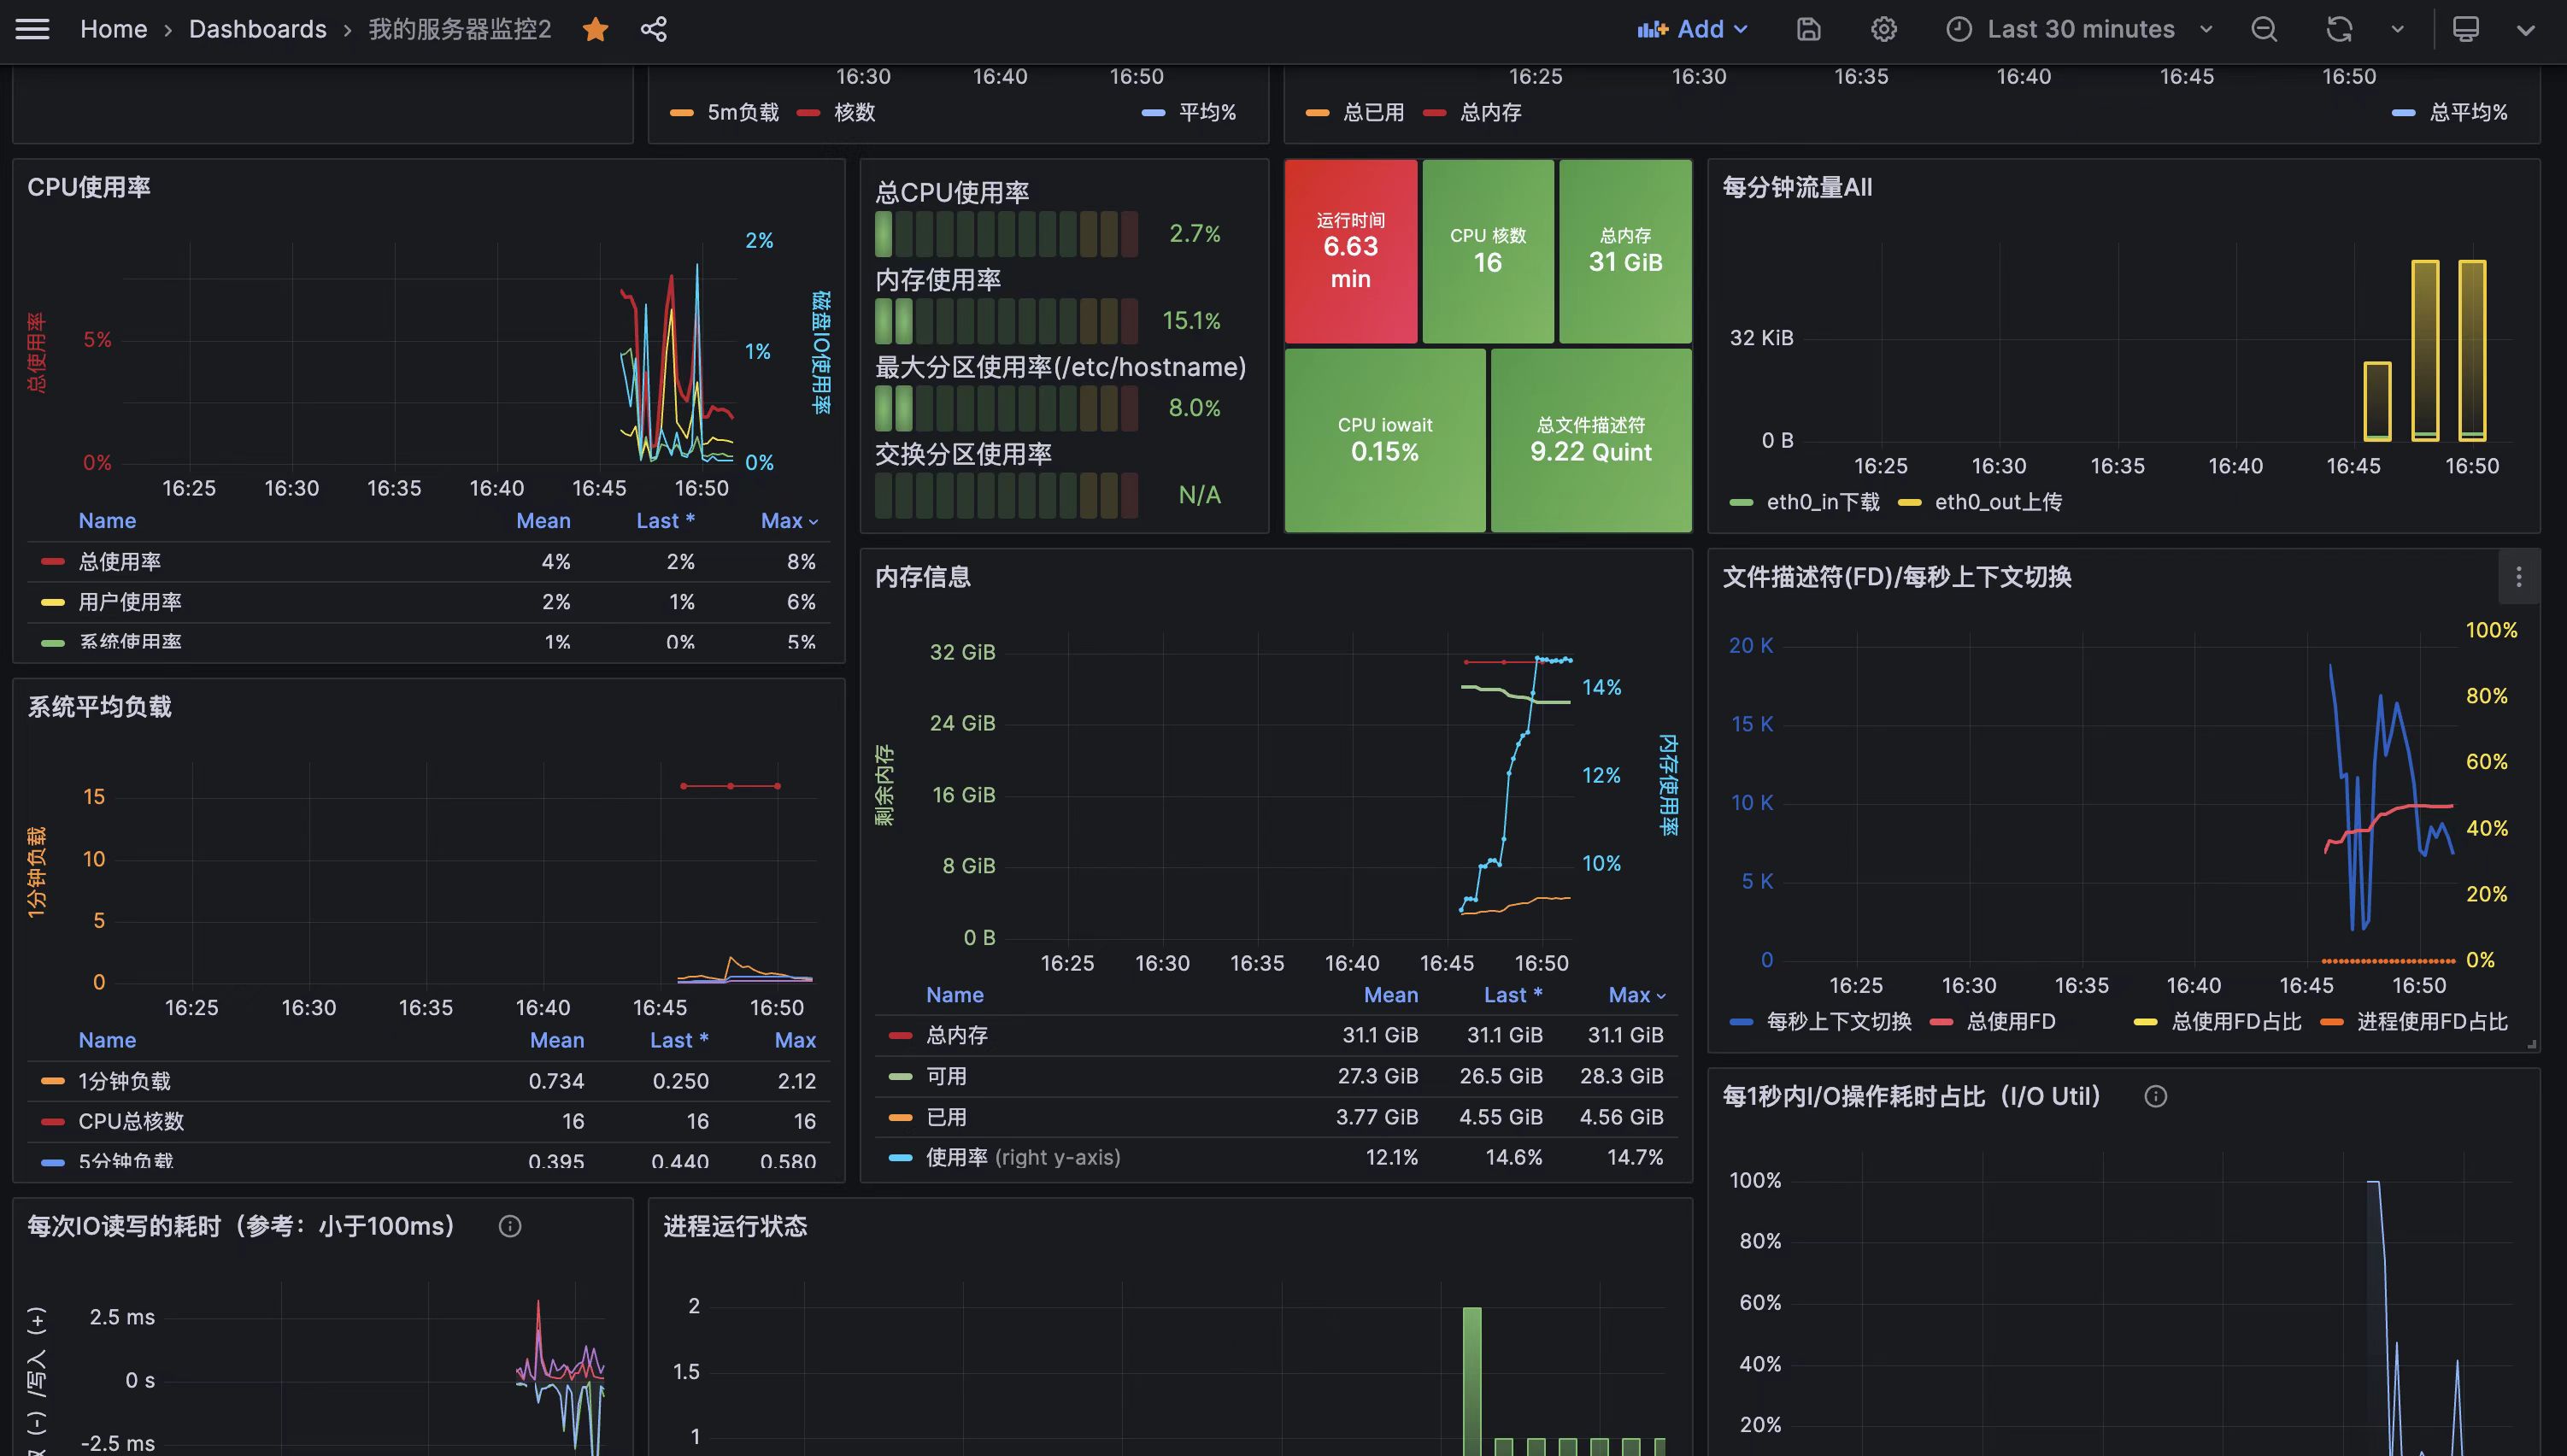 Home › Dashboards › 我的服务器监控2
Add
Last 30 minutes
16:30 16:40 16:50
5m负载 核数 平均%
16:25 16:30 16:35 16:40 16:45 16:50
总已用 总内存 总平均%
CPU使用率
总使用率
5%
0%
2%
1%
0%
磁盘IO使用率
16:25 16:30 16:35 16:40 16:45 16:50
Name Mean Last * Max
总使用率 4% 2% 8%
用户使用率 2% 1% 6%
系统使用率 1% 0% 5%
总CPU使用率
2.7%
内存使用率
15.1%
最大分区使用率(/etc/hostname)
8.0%
交换分区使用率
N/A
运行时间
6.63
min
CPU 核数
16
总内存
31 GiB
CPU iowait
0.15%
总文件描述符
9.22 Quint
每分钟流量All
32 KiB
0 B
16:25 16:30 16:35 16:40 16:45 16:50
eth0_in下载 eth0_out上传
系统平均负载
1分钟负载
15
10
5
0
16:25 16:30 16:35 16:40 16:45 16:50
Name Mean Last * Max
1分钟负载 0.734 0.250 2.12
CPU总核数 16 16 16
5分钟负载 0.395 0.440 0.580
内存信息
剩余内存
32 GiB
24 GiB
16 GiB
8 GiB
0 B
14%
12%
10%
内存使用率
16:25 16:30 16:35 16:40 16:45 16:50
Name Mean Last * Max
总内存 31.1 GiB 31.1 GiB 31.1 GiB
可用 27.3 GiB 26.5 GiB 28.3 GiB
已用 3.77 GiB 4.55 GiB 4.56 GiB
使用率 (right y-axis) 12.1% 14.6% 14.7%
文件描述符(FD)/每秒上下文切换
20 K
15 K
10 K
5 K
0
100%
80%
60%
40%
20%
0%
16:25 16:30 16:35 16:40 16:45 16:50
每秒上下文切换 总使用FD 总使用FD占比 进程使用FD占比
每1秒内I/O操作耗时占比（I/O Util）
100%
80%
60%
40%
20%
每次IO读写的耗时（参考：小于100ms）
(-) /写入 (+)
2.5 ms
0 s
-2.5 ms
进程运行状态
2
1.5
1